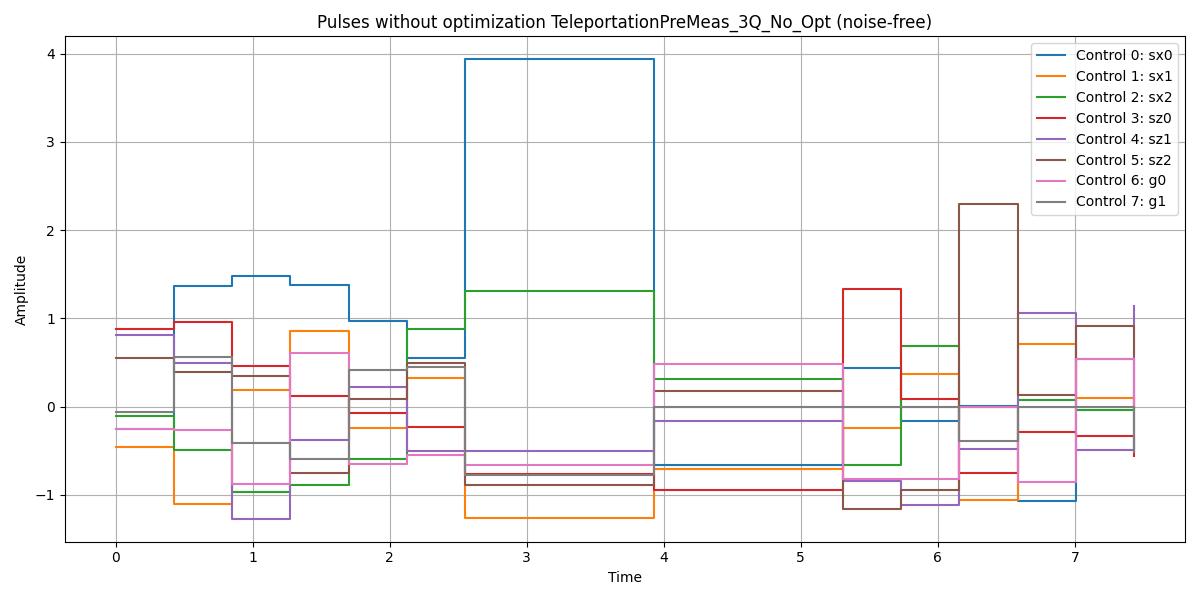 Pulses without optimization TeleportationPreMeas_3Q_No_Opt (noise-free)
Amplitude
4
3
2
1
0
−1
0 1 2 3 4 5 6 7
Time
Control 0: sx0
Control 1: sx1
Control 2: sx2
Control 3: sz0
Control 4: sz1
Control 5: sz2
Control 6: g0
Control 7: g1